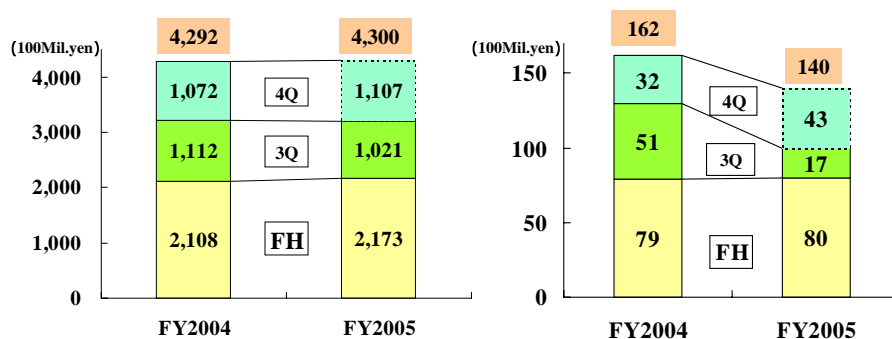 (100Mil.yen)
4,292
4,300
4,000
3,000
2,000
1,000
0
1,072
4Q
1,107
1,112
3Q
1,021
2,108
FH
2,173
FY2004
FY2005
(100Mil.yen)
162
140
150
100
50
0
32
4Q
43
51
3Q
17
79
FH
80
FY2004
FY2005